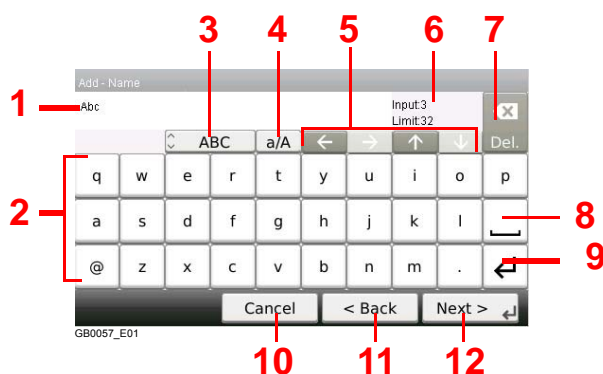 3 4 5 6 7
Add - Name
1 Abc Input:3
Limit:32
ABC a/A ← → ↑ ↓ Del.
q w e r t y u i o p
2 a s d f g h j k l 8
@ z x c v b n m . 9
Cancel < Back Next >
GB0057_E01
10 11 12